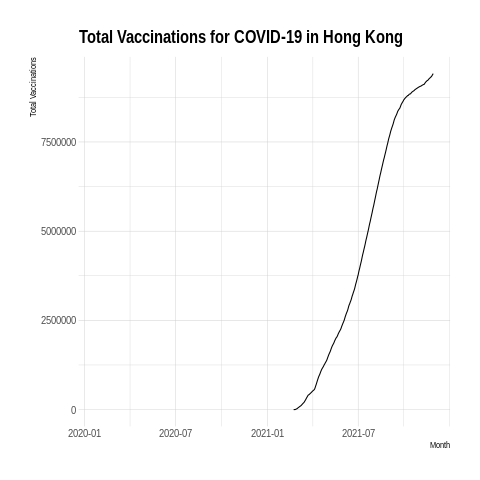 Total Vaccinations for COVID-19 in Hong Kong
Total Vaccinations
7500000
5000000
2500000
0
2020-01 2020-07 2021-01 2021-07
Month